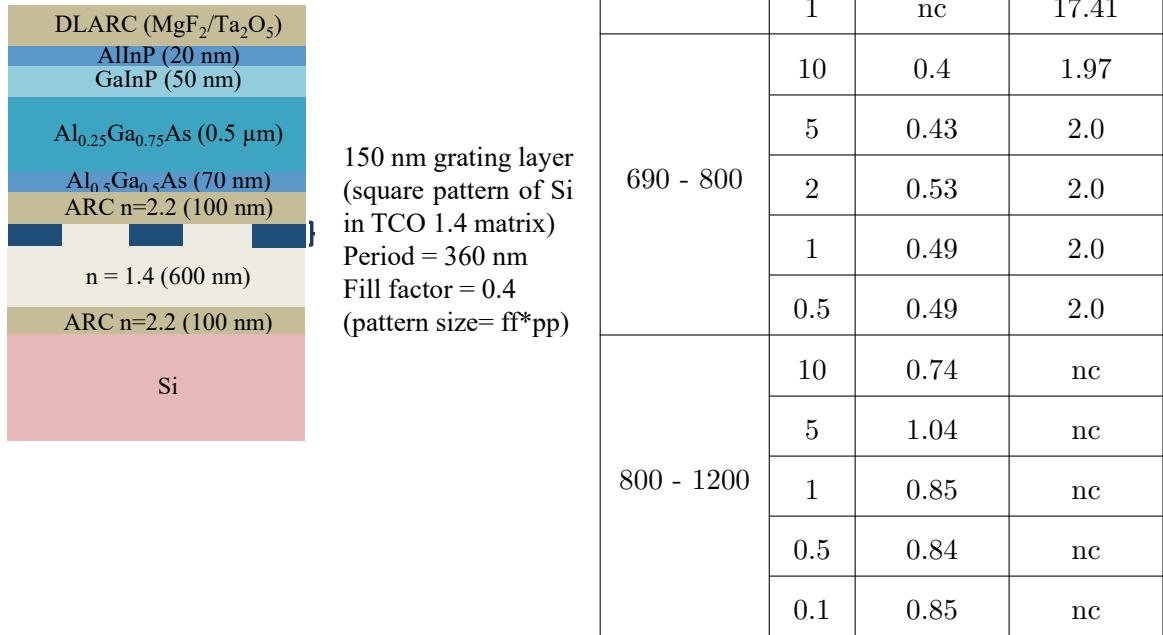 DLARC (MgF₂/Ta₂O₅)
AlInP (20 nm)
GaInP (50 nm)
Al₀.₂₅Ga₀.₇₅As (0.5 µm)
Al₀.₅Ga₀.₅As (70 nm)
ARC n=2.2 (100 nm)
n = 1.4 (600 nm)
ARC n=2.2 (100 nm)
Si
150 nm grating layer
(square pattern of Si
in TCO 1.4 matrix)
Period = 360 nm
Fill factor = 0.4
(pattern size= ff*pp)
1 nc 17.41
690 - 800
10 0.4 1.97
5 0.43 2.0
2 0.53 2.0
1 0.49 2.0
0.5 0.49 2.0
800 - 1200
10 0.74 nc
5 1.04 nc
1 0.85 nc
0.5 0.84 nc
0.1 0.85 nc